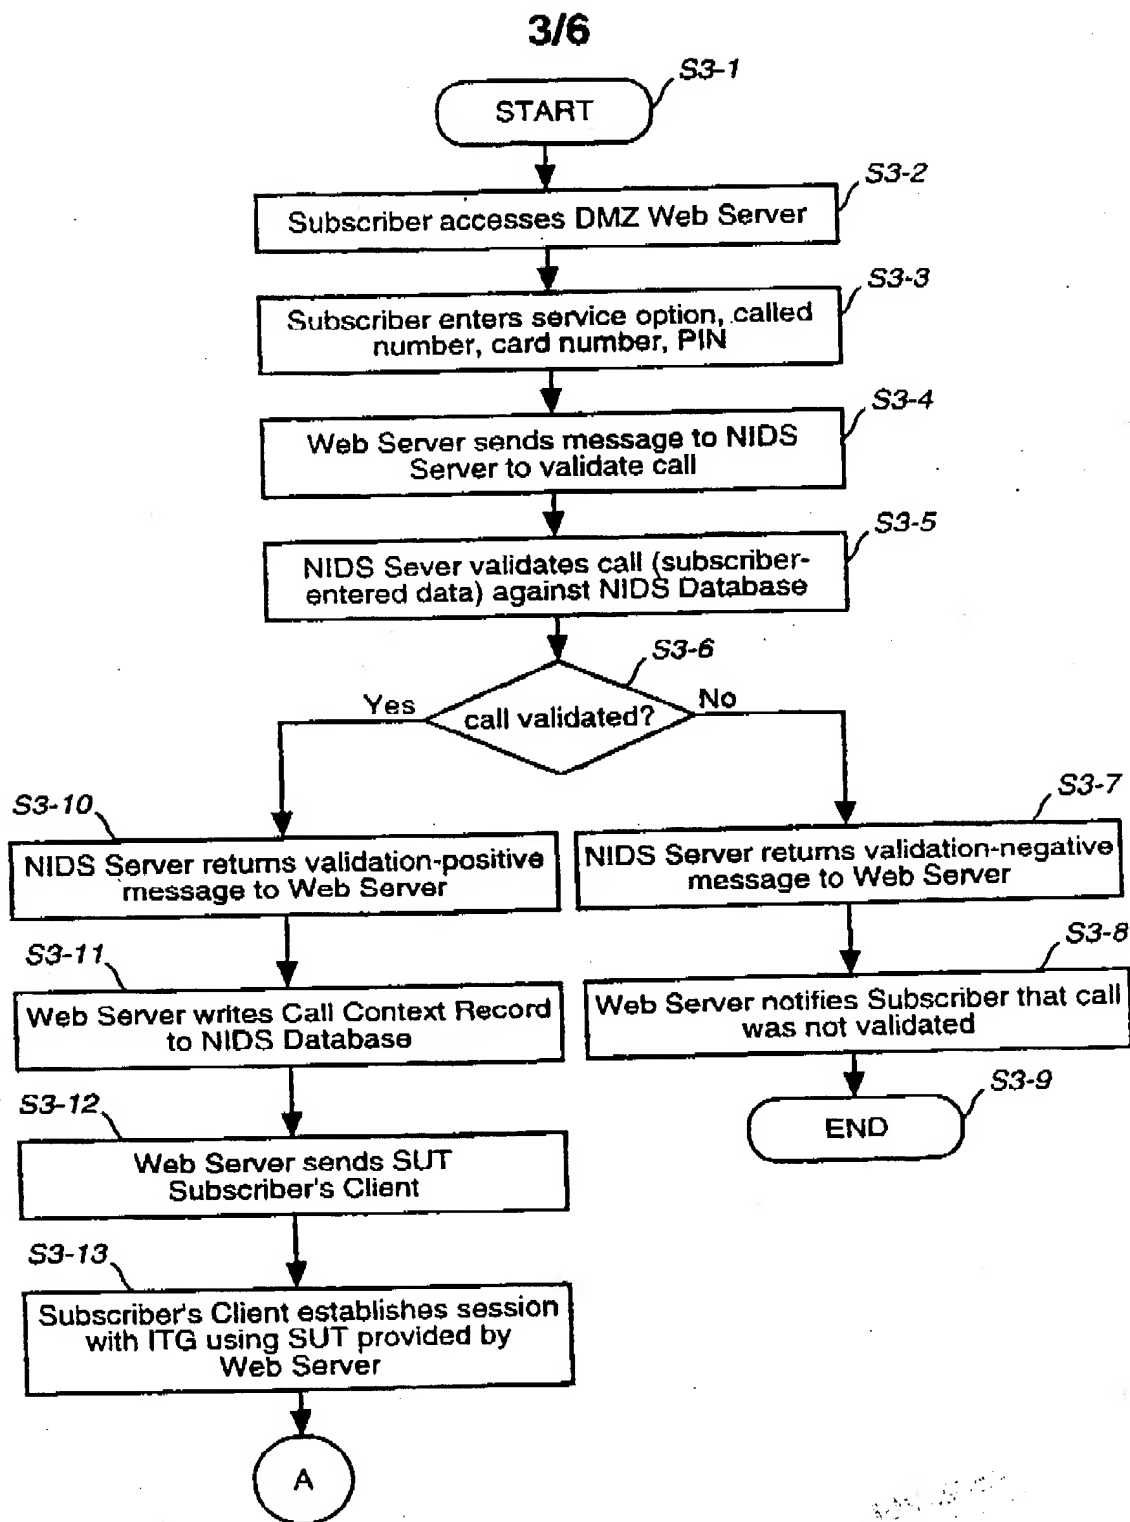 3/6
S3-1
START
S3-2
Subscriber accesses DMZ Web Server
S3-3
Subscriber enters service option, called
number, card number, PIN
S3-4
Web Server sends message to NIDS
Server to validate call
S3-5
NIDS Sever validates call (subscriber-
entered data) against NIDS Database
S3-6
Yes
call validated?
No
S3-10
NIDS Server returns validation-positive
message to Web Server
S3-7
NIDS Server returns validation-negative
message to Web Server
S3-11
Web Server writes Call Context Record
to NIDS Database
S3-8
Web Server notifies Subscriber that call
was not validated
S3-9
END
S3-12
Web Server sends SUT
Subscriber's Client
S3-13
Subscriber's Client establishes session
with ITG using SUT provided by
Web Server
A